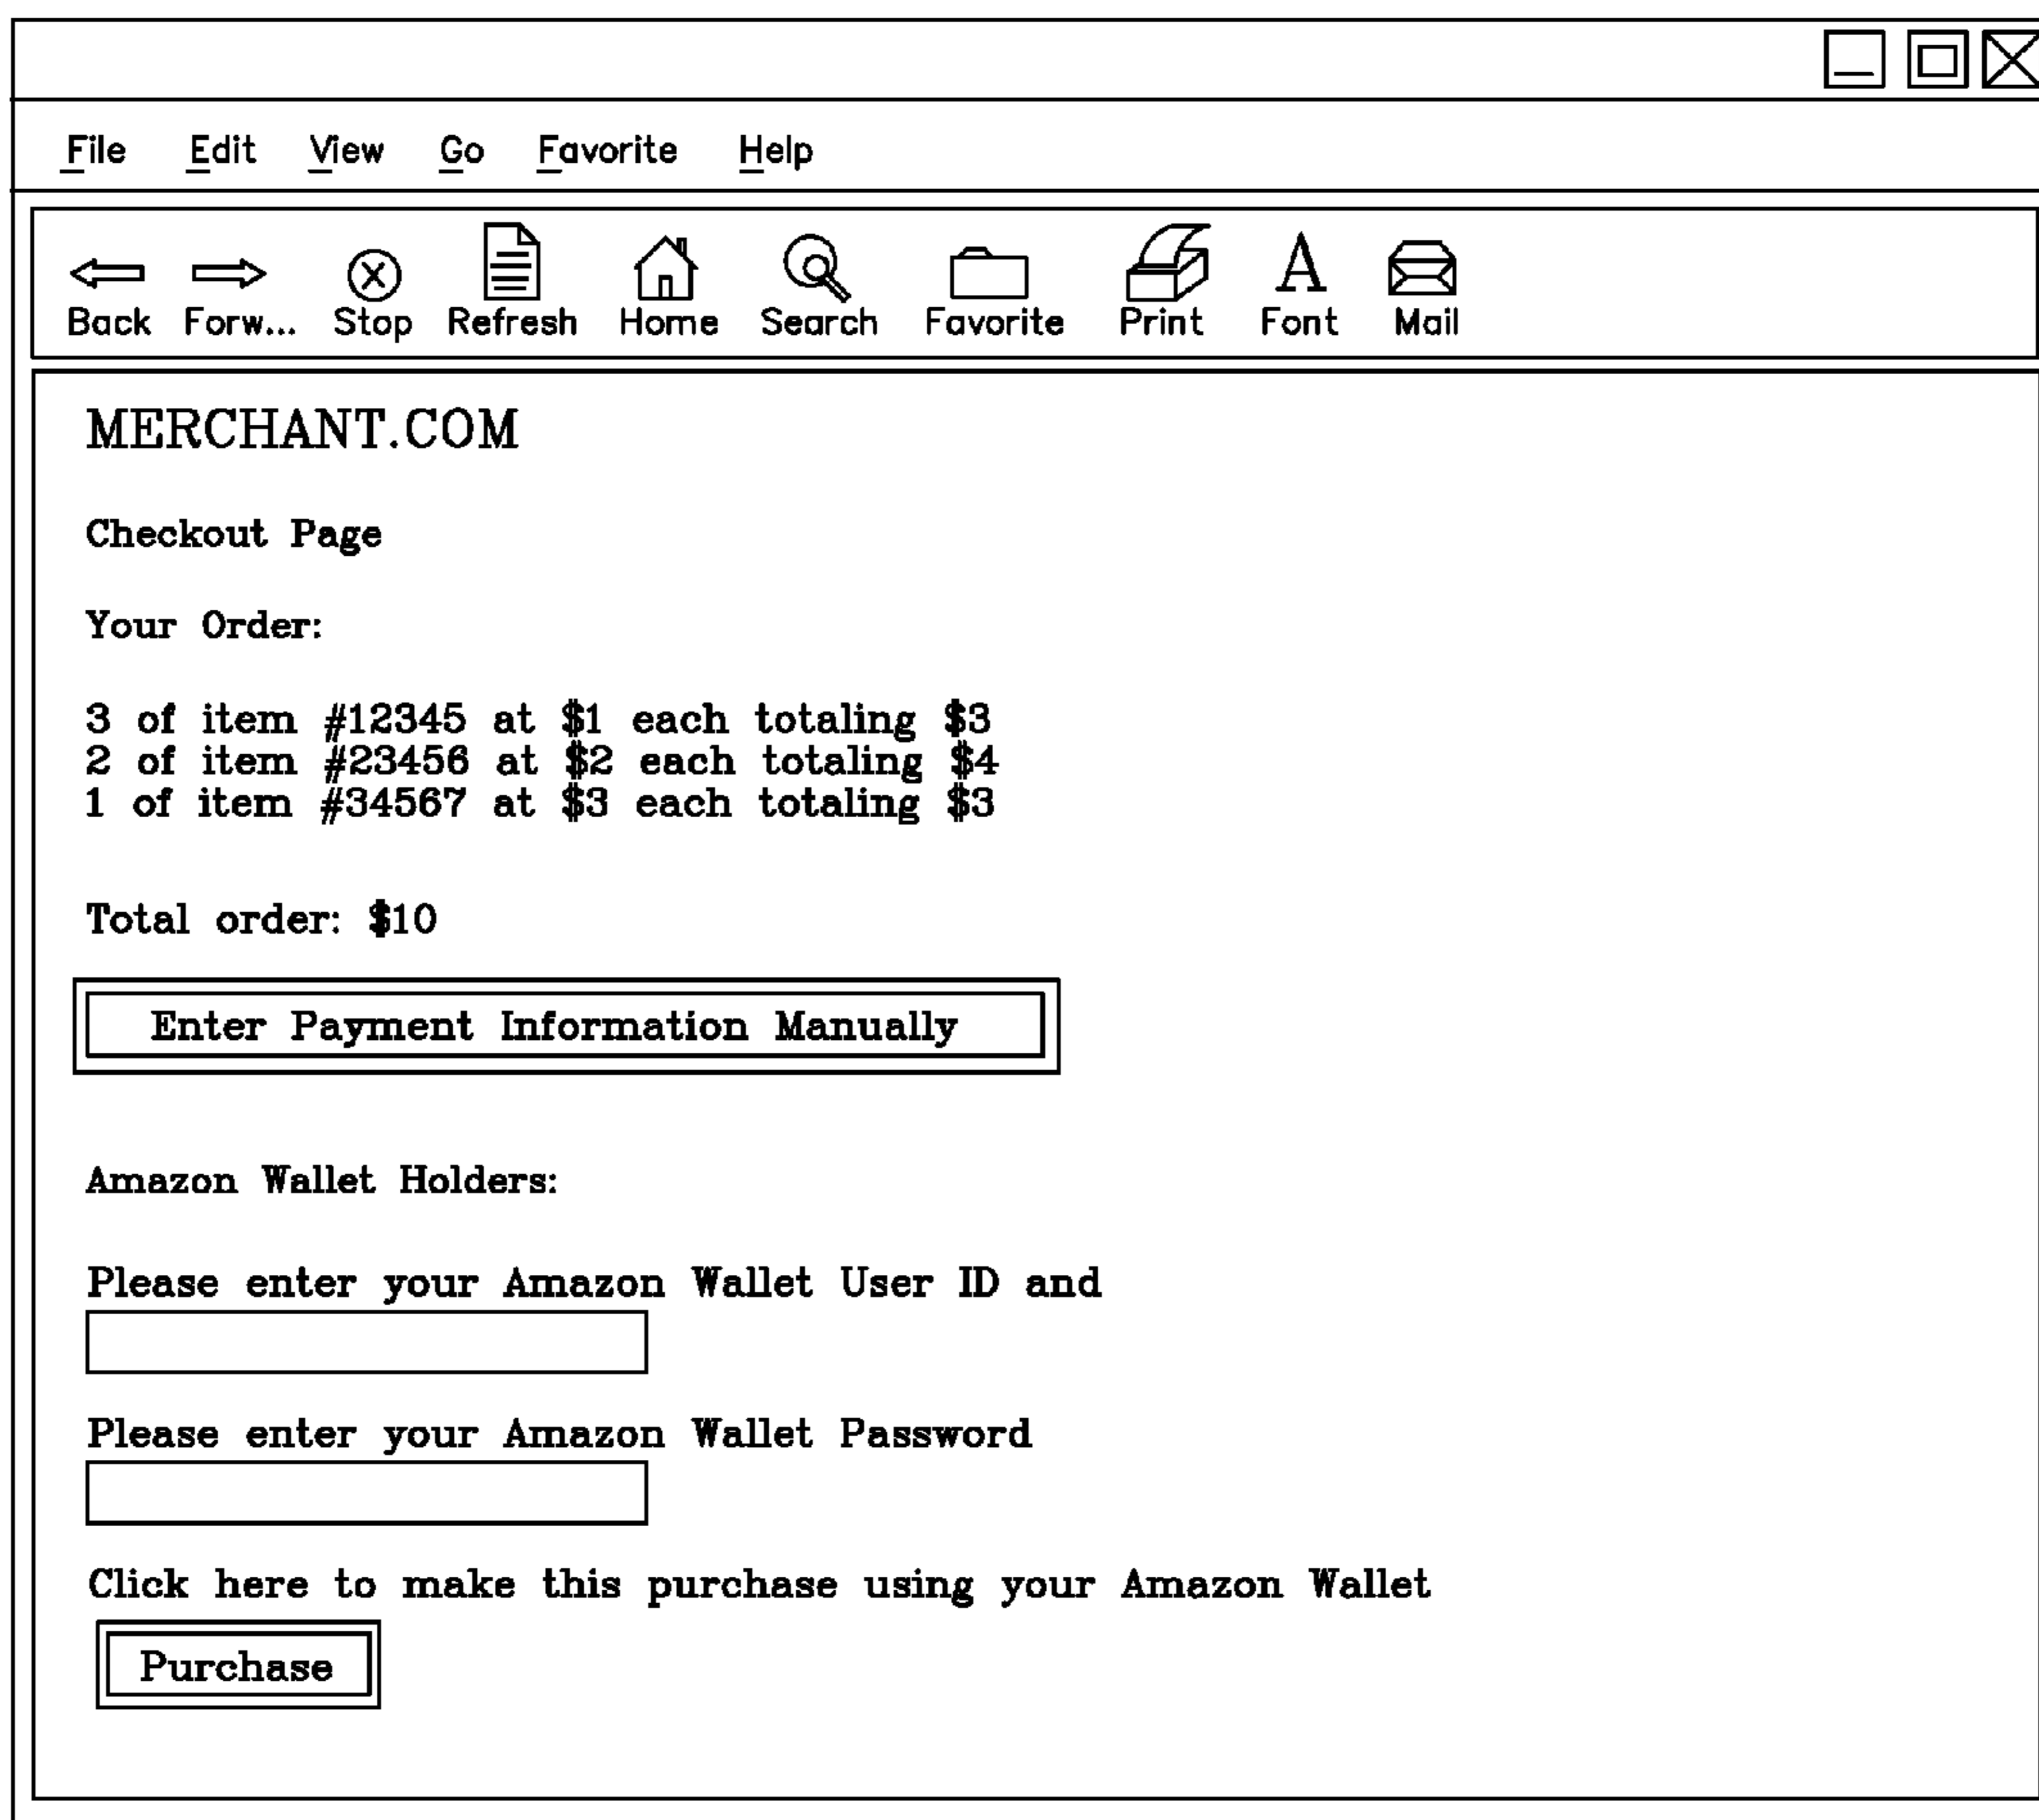 File Edit View Go Favorite Help
Back Forw... Stop Refresh Home Search Favorite Print Font Mail
MERCHANT.COM
Checkout Page
Your Order:
3 of item #12345 at $1 each totaling $3
2 of item #23456 at $2 each totaling $4
1 of item #34567 at $3 each totaling $3
Total order: $10
Enter Payment Information Manually
Amazon Wallet Holders:
Please enter your Amazon Wallet User ID and
Please enter your Amazon Wallet Password
Click here to make this purchase using your Amazon Wallet
Purchase